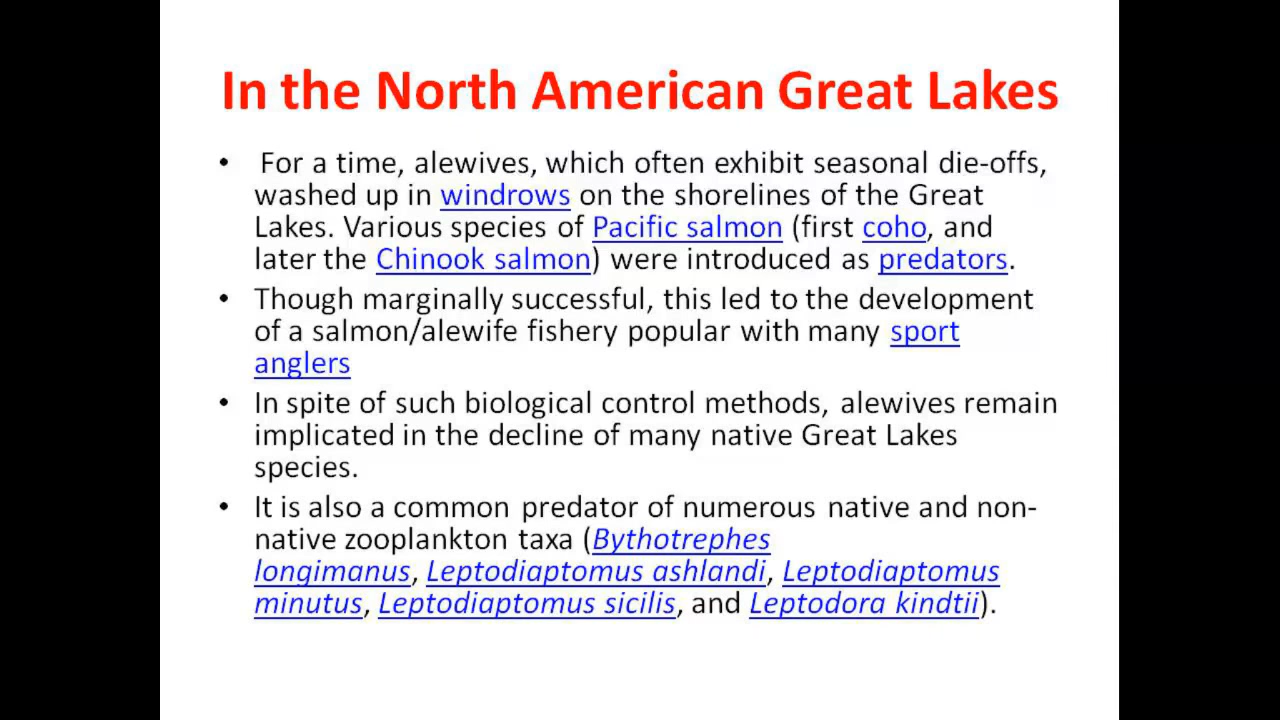 In the North American Great Lakes
• For a time, alewives, which often exhibit seasonal die-offs,
washed up in windrows on the shorelines of the Great
Lakes. Various species of Pacific salmon (first coho, and
later the Chinook salmon) were introduced as predators.
• Though marginally successful, this led to the development
of a salmon/alewife fishery popular with many sport
anglers
• In spite of such biological control methods, alewives remain
implicated in the decline of many native Great Lakes
species.
• It is also a common predator of numerous native and non-
native zooplankton taxa (Bythotrephes
longimanus, Leptodiaptomus ashlandi, Leptodiaptomus
minutus, Leptodiaptomus sicilis, and Leptodora kindtii).